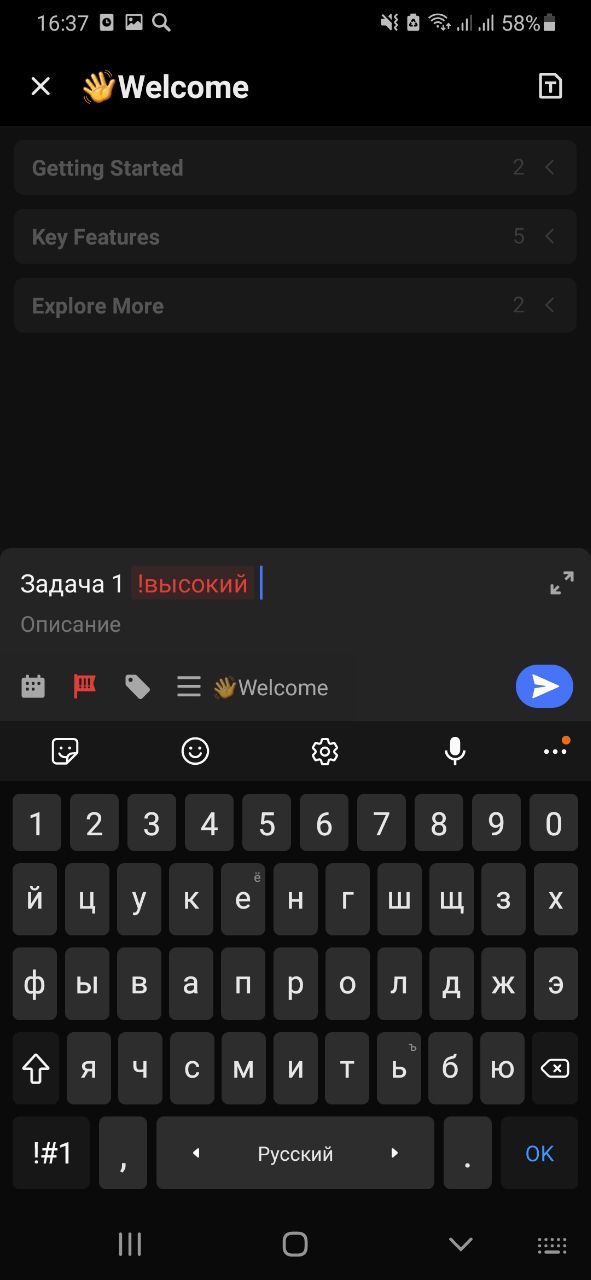 16:37 58%
👋Welcome
Getting Started 2
Key Features 5
Explore More 2
Задача 1 !высокий
Описание
👋Welcome
1 2 3 4 5 6 7 8 9 0
й ц у к е ё н г ш щ з х
ф ы в а п р о л д ж э
я ч с м и т ь ъ б ю
!#1 , Русский . OK